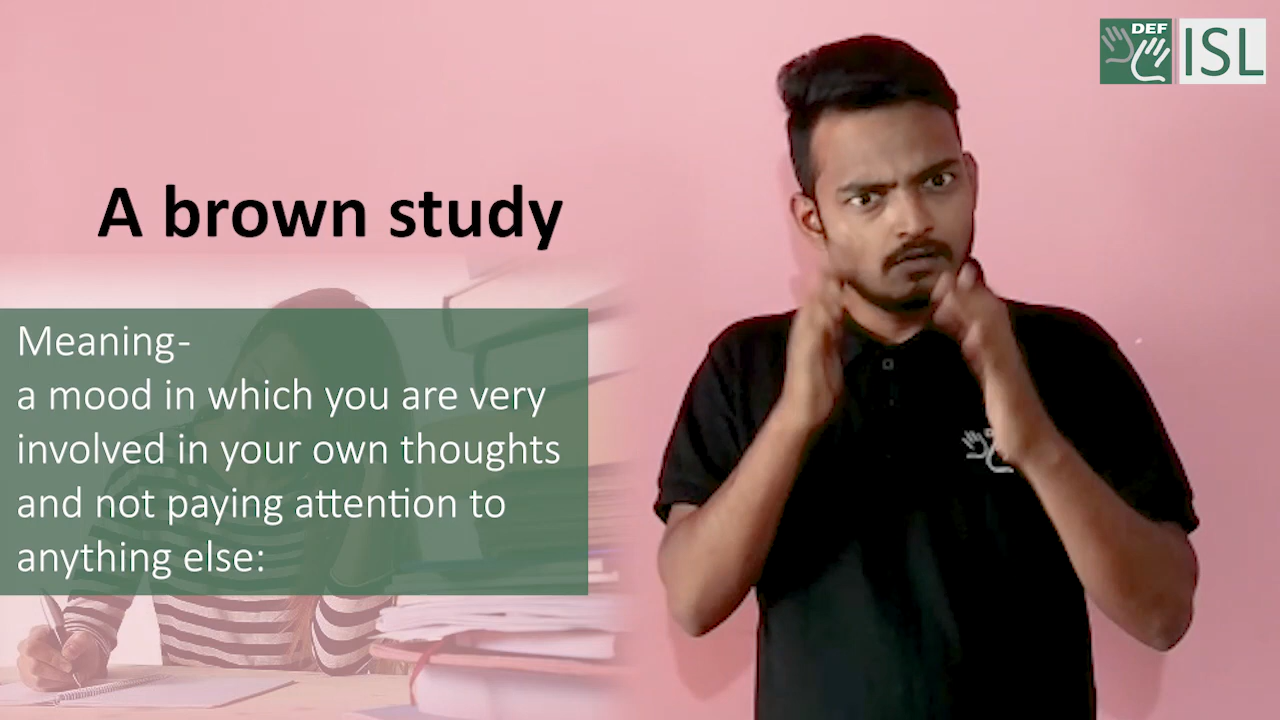 DEF
ISL
A brown study
Meaning-
a mood in which you are very
involved in your own thoughts
and not paying attention to
anything else: